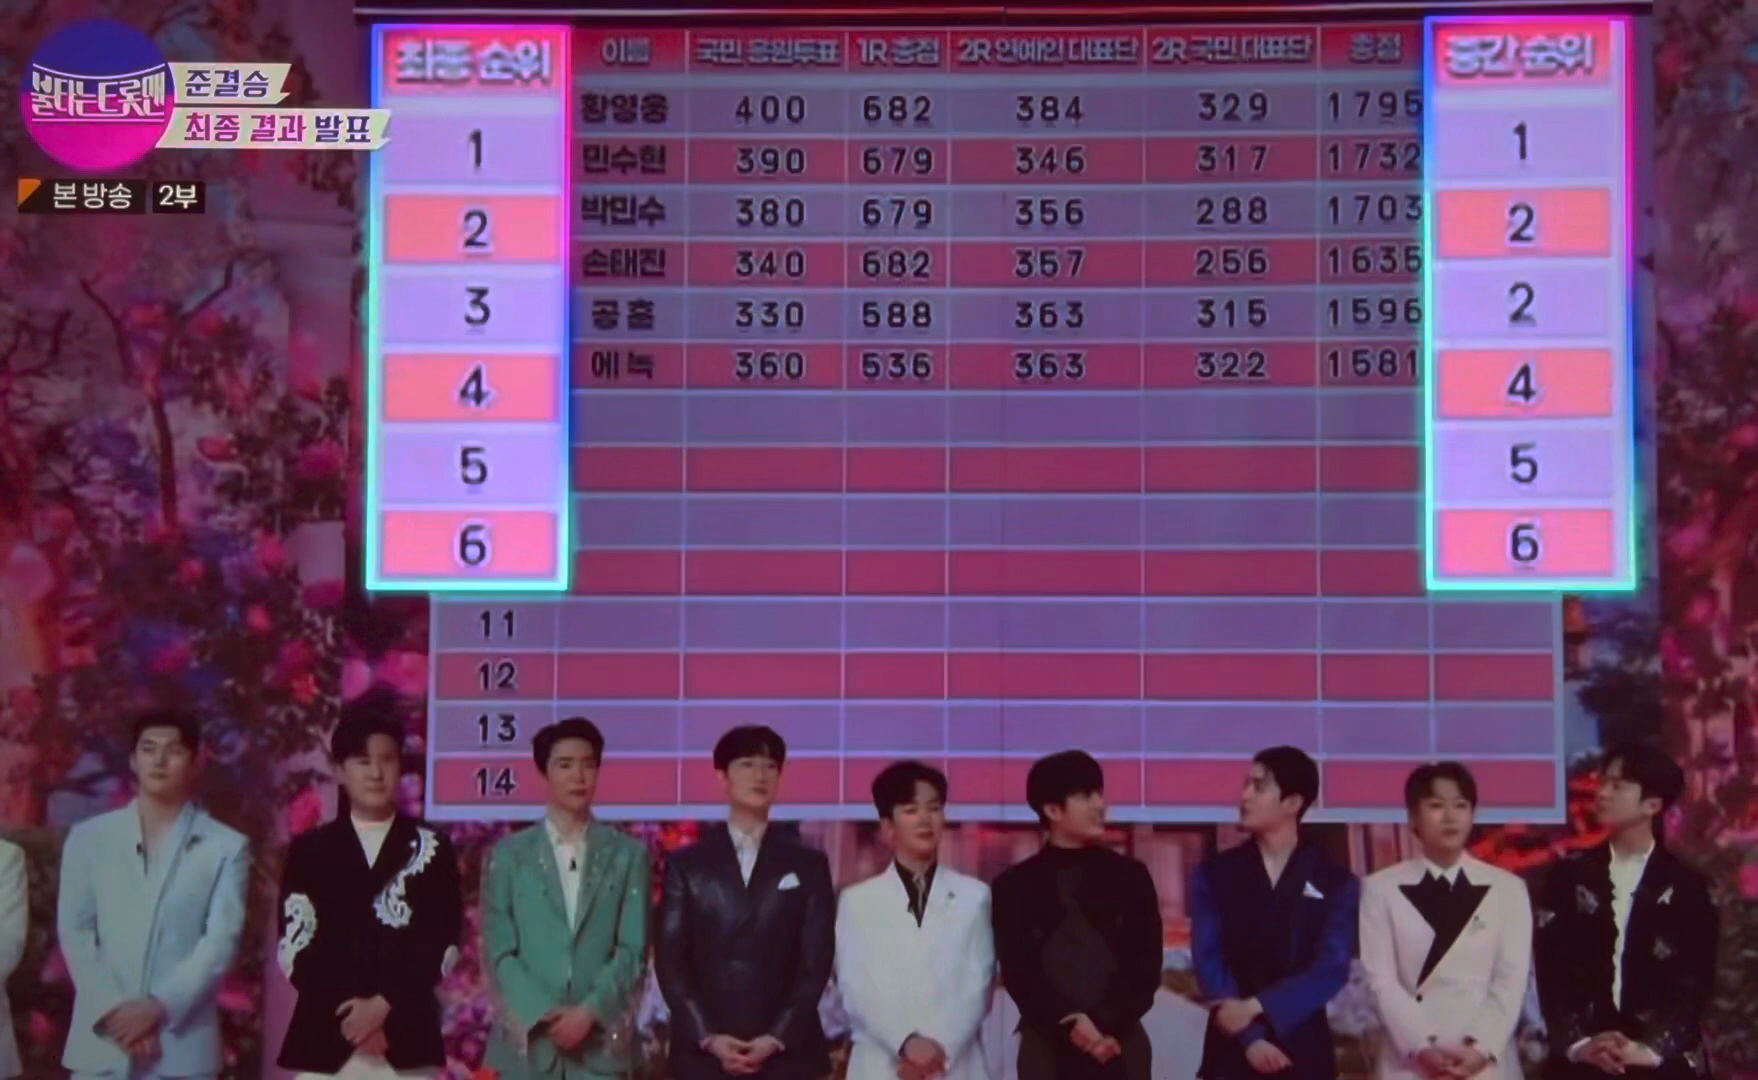 불타는 트롯맨
준결승
최종 결과 발표
본 방송 2부
최종 순위 이름 국민 응원투표 1R 총점 2R 연예인 대표단 2R 국민 대표단 총점 중간 순위
1 황영웅 400 682 384 329 1795 1
2 민수현 390 679 346 317 1732 2
3 박민수 380 679 356 288 1703 2
4 손태진 340 682 357 256 1635 4
5 공훈 330 588 363 315 1596 5
6 에녹 360 536 363 322 1581 6
11
12
13
14